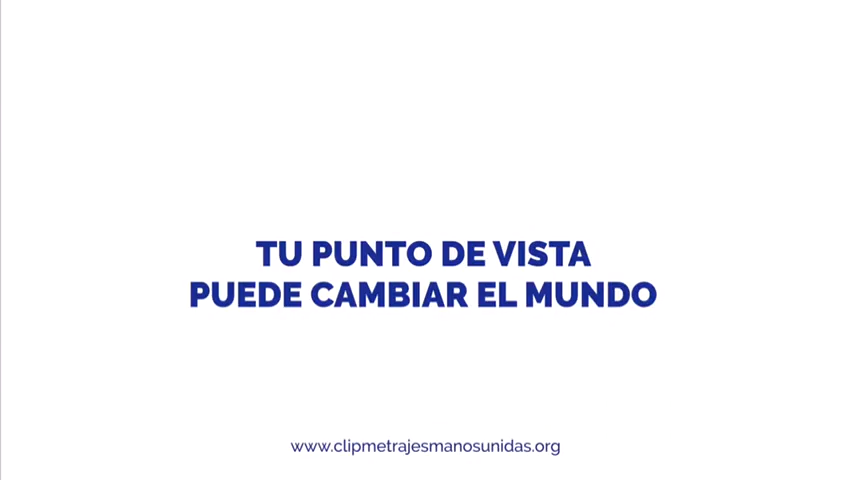 TU PUNTO DE VISTA
PUEDE CAMBIAR EL MUNDO
www.clipmetrajesmanosunidas.org